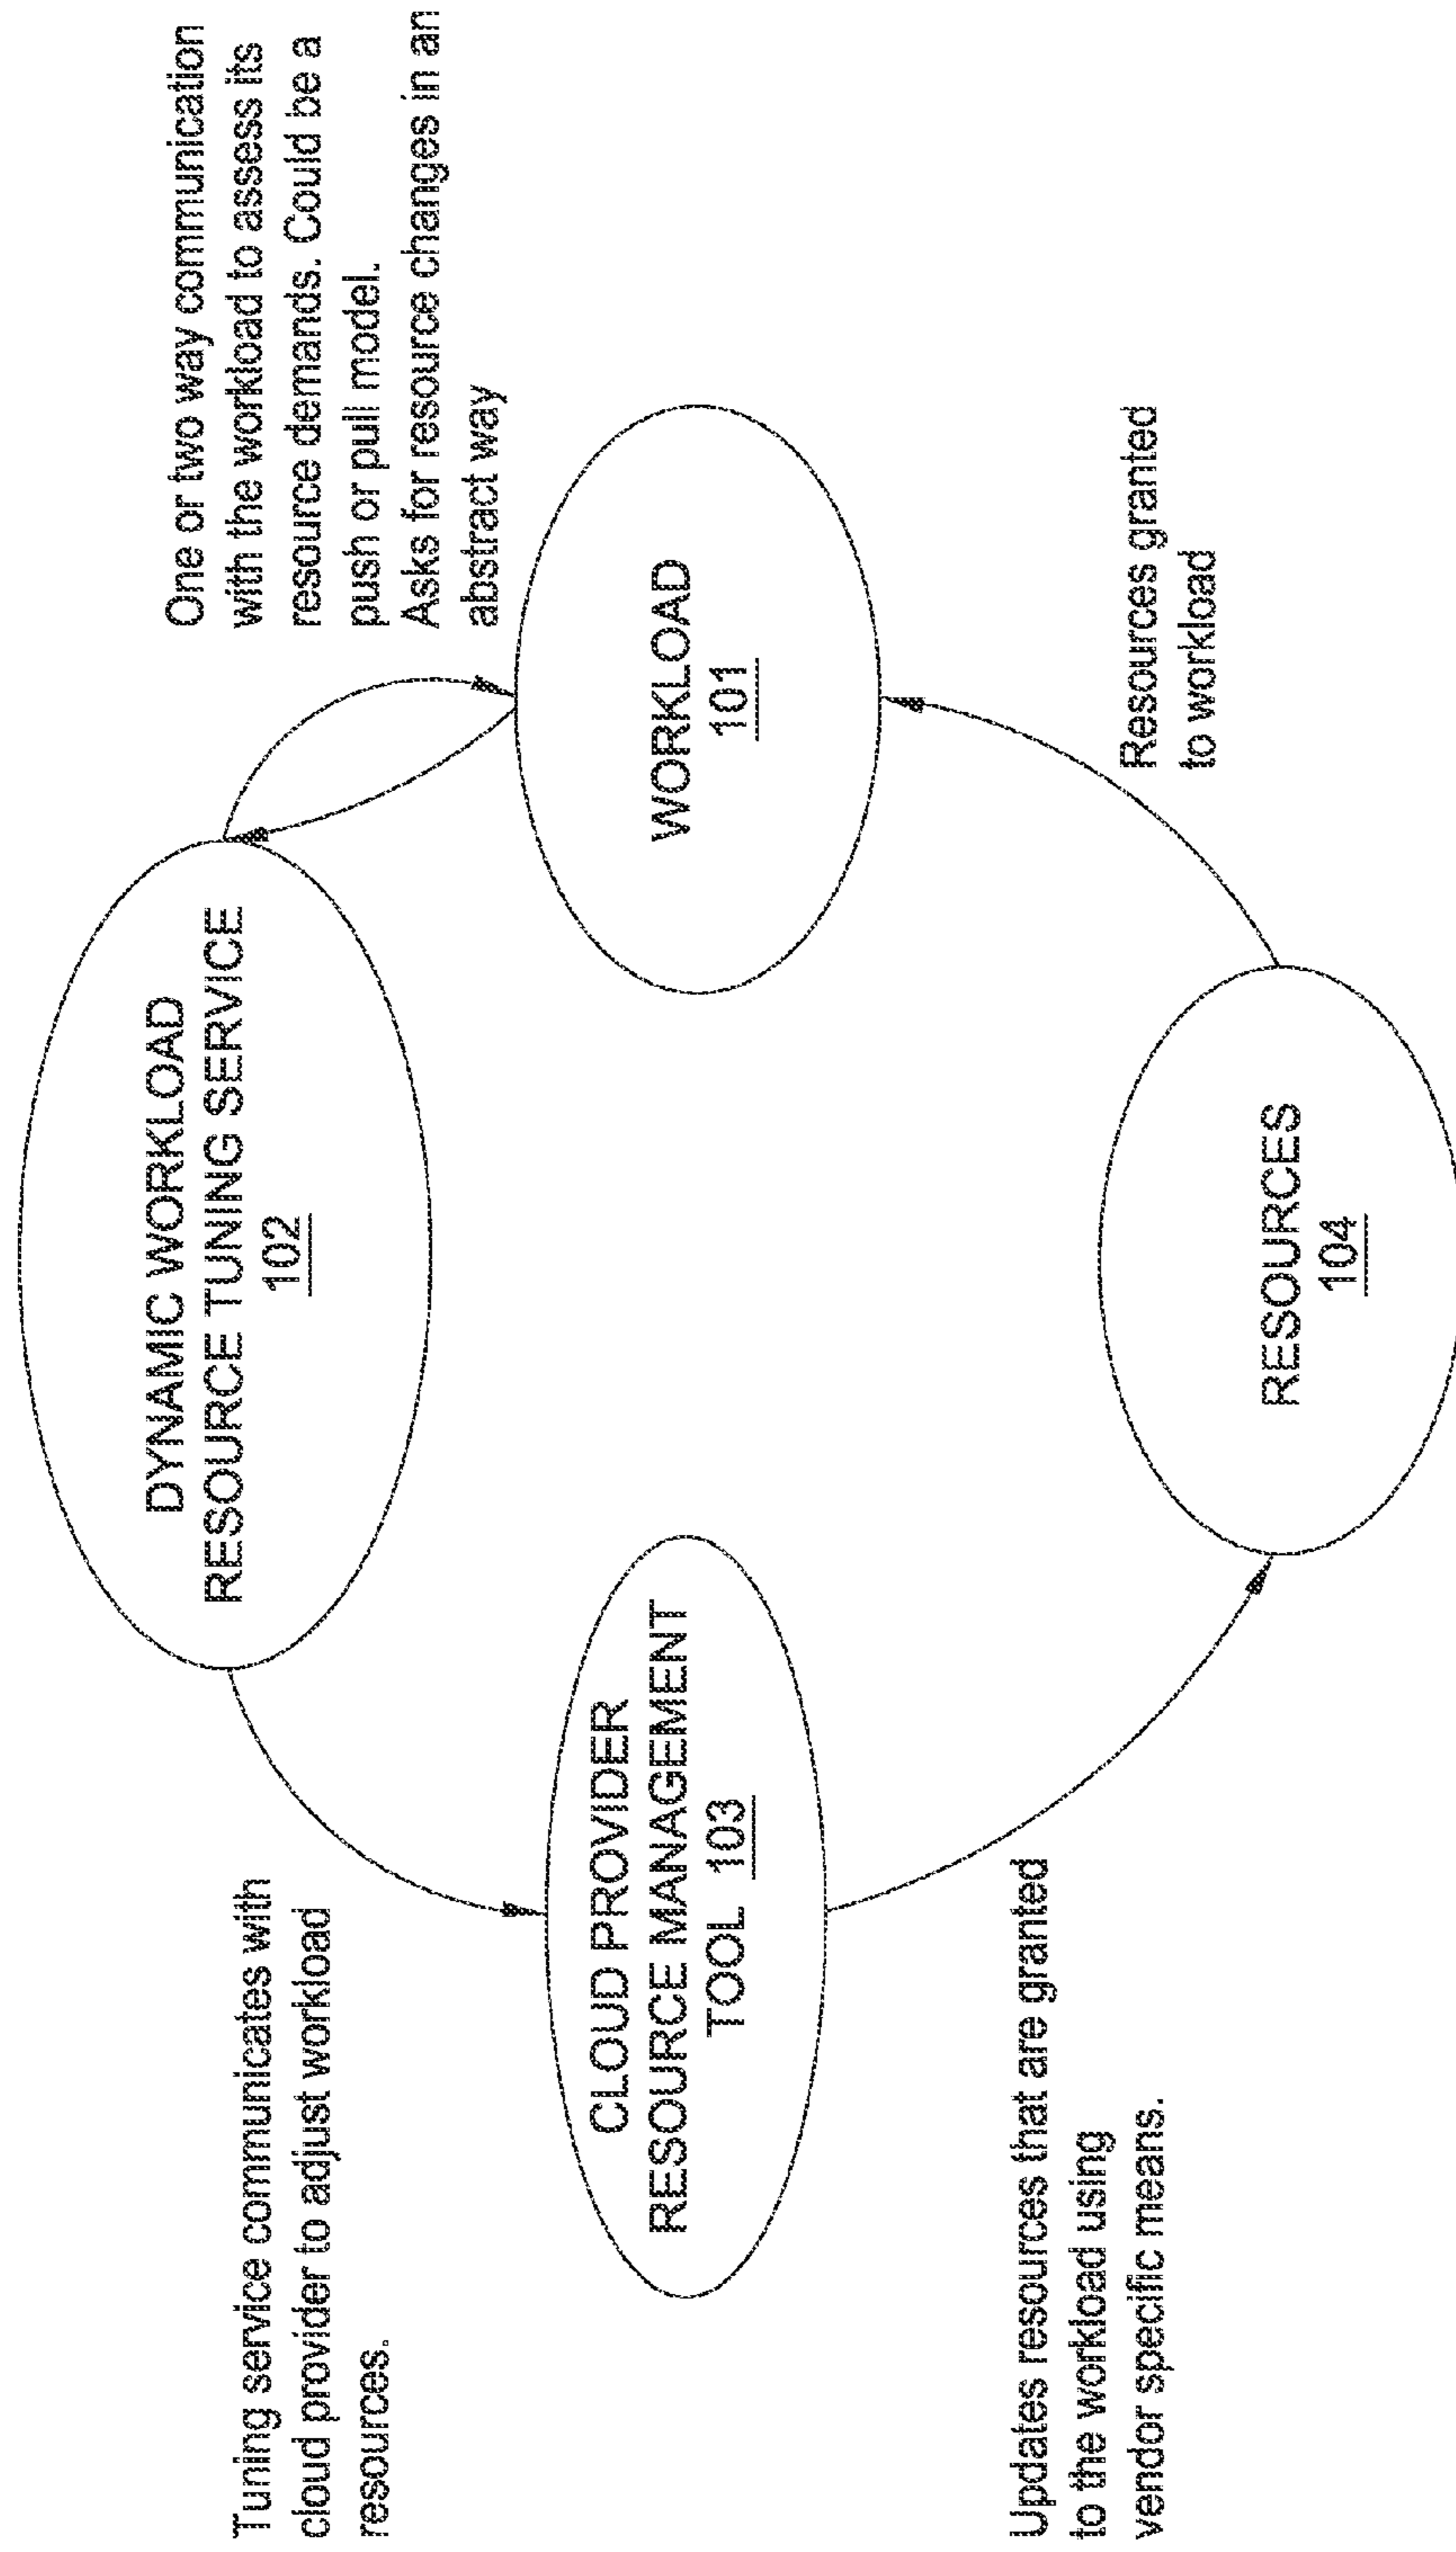 DYNAMIC WORKLOAD
RESOURCE TUNING SERVICE
102
One or two way communication
with the workload to assess its
resource demands. Could be a
push or pull model.
Asks for resource changes in an
abstract way
Tuning service communicates with
cloud provider to adjust workload
resources.
CLOUD PROVIDER
RESOURCE MANAGEMENT
TOOL 103
WORKLOAD
101
Updates resources that are granted
to the workload using
vendor specific means.
RESOURCES
104
Resources granted
to workload